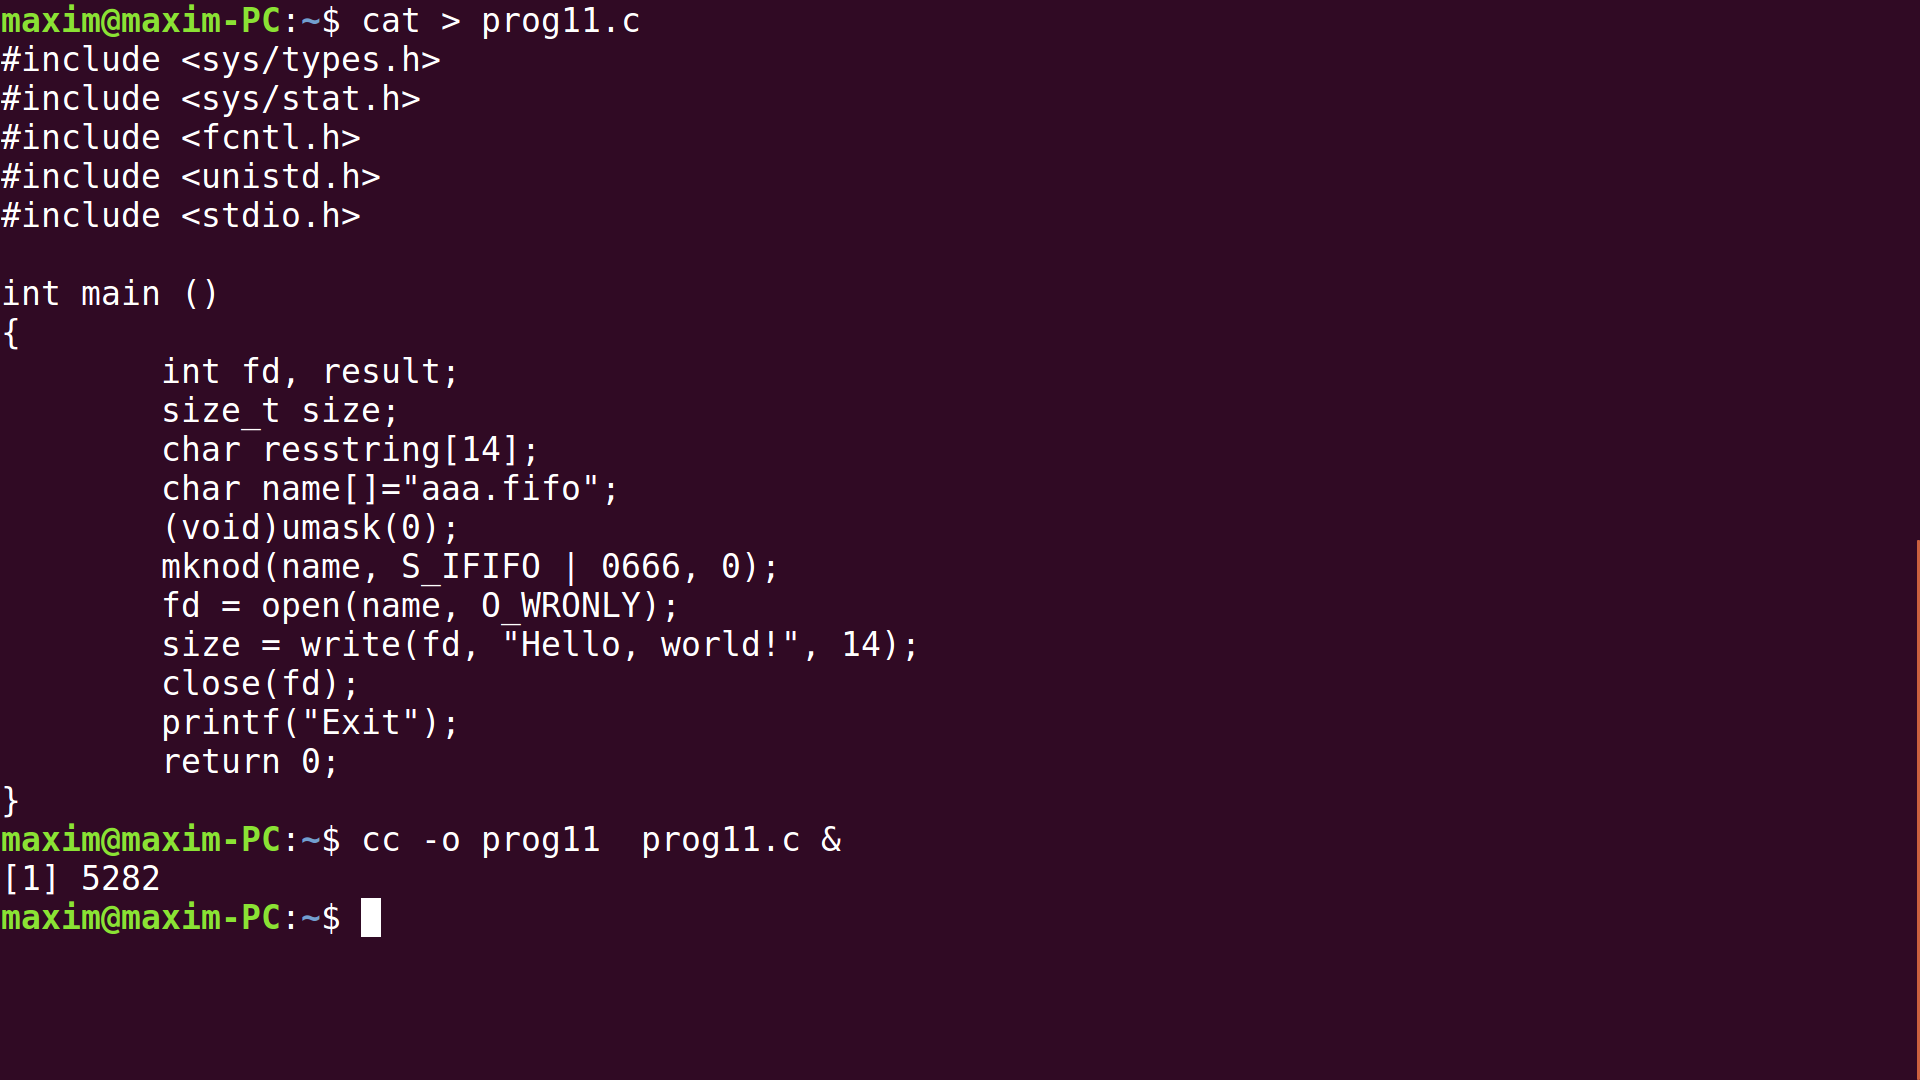 maxim@maxim-PC:~$ cat > prog11.c
#include <sys/types.h>
#include <sys/stat.h>
#include <fcntl.h>
#include <unistd.h>
#include <stdio.h>

int main ()
{
        int fd, result;
        size_t size;
        char resstring[14];
        char name[]="aaa.fifo";
        (void)umask(0);
        mknod(name, S_IFIFO | 0666, 0);
        fd = open(name, O_WRONLY);
        size = write(fd, "Hello, world!", 14);
        close(fd);
        printf("Exit");
        return 0;
}
maxim@maxim-PC:~$ cc -o prog11  prog11.c &
[1] 5282
maxim@maxim-PC:~$